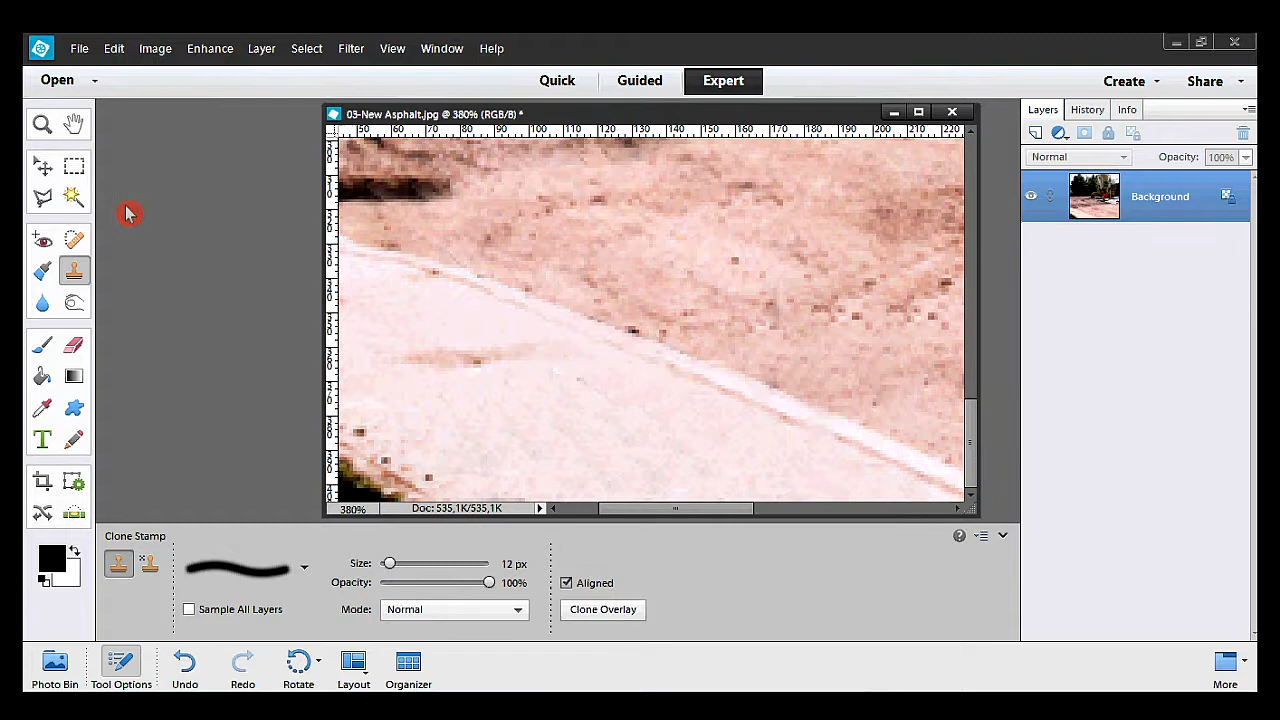 File Edit Image Enhance Layer Select Filter View Window Help
Open Quick Guided Expert Create Share
03-New Asphalt.jpg @ 380% (RGB/8) *
Layers History Info
50 60 70 80 90 100 110 120 130 140 150 160 170 180 190 200 210 220
Normal Opacity: 100%
Background
380% Doc: 535,1K/535,1K
Clone Stamp
Size: 12 px
Opacity: 100% Aligned
Sample All Layers Mode: Normal Clone Overlay
Photo Bin Tool Options Undo Redo Rotate Layout Organizer More